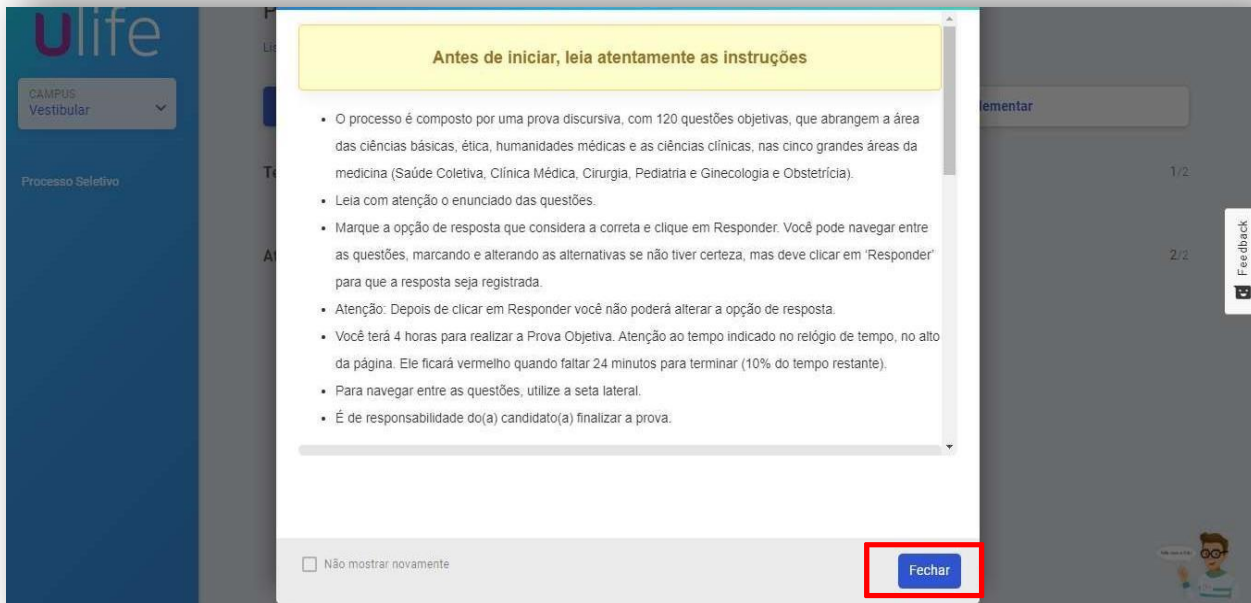 Ulife
CAMPUS
Vestibular
Processo Seletivo
Antes de iniciar, leia atentamente as instruções
• O processo é composto por uma prova discursiva, com 120 questões objetivas, que abrangem a área
das ciências básicas, ética, humanidades médicas e as ciências clínicas, nas cinco grandes áreas da
medicina (Saúde Coletiva, Clínica Médica, Cirurgia, Pediatria e Ginecologia e Obstetrícia).
• Leia com atenção o enunciado das questões.
• Marque a opção de resposta que considera a correta e clique em Responder. Você pode navegar entre
as questões, marcando e alterando as alternativas se não tiver certeza, mas deve clicar em 'Responder'
para que a resposta seja registrada.
• Atenção: Depois de clicar em Responder você não poderá alterar a opção de resposta.
• Você terá 4 horas para realizar a Prova Objetiva. Atenção ao tempo indicado no relógio de tempo, no alto
da página. Ele ficará vermelho quando faltar 24 minutos para terminar (10% do tempo restante).
• Para navegar entre as questões, utilize a seta lateral.
• É de responsabilidade do(a) candidato(a) finalizar a prova.
Não mostrar novamente
Fechar
lementar
1/2
2/2
Feedback